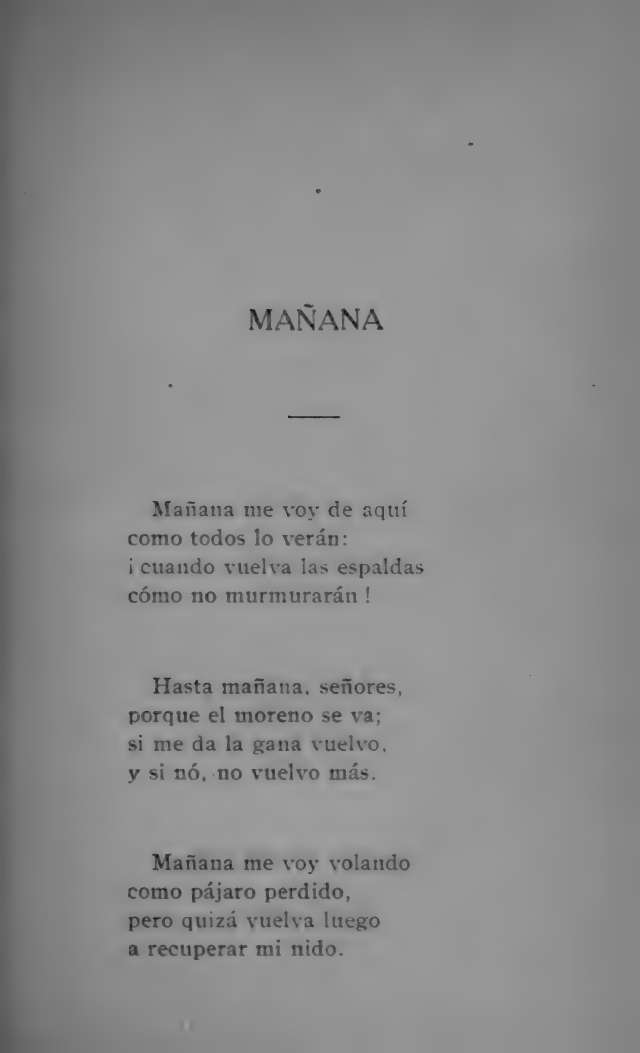 MAÑANA
Mañana me voy de aquí
como todos lo verán:
¡cuando vuelva las espaldas
cómo no murmurarán!
Hasta mañana, señores,
porque el moreno se va;
si me da la gana vuelvo,
y si nó, no vuelvo más.
Mañana me voy volando
como pájaro perdido,
pero quizá vuelva luego
a recuperar mi nido.